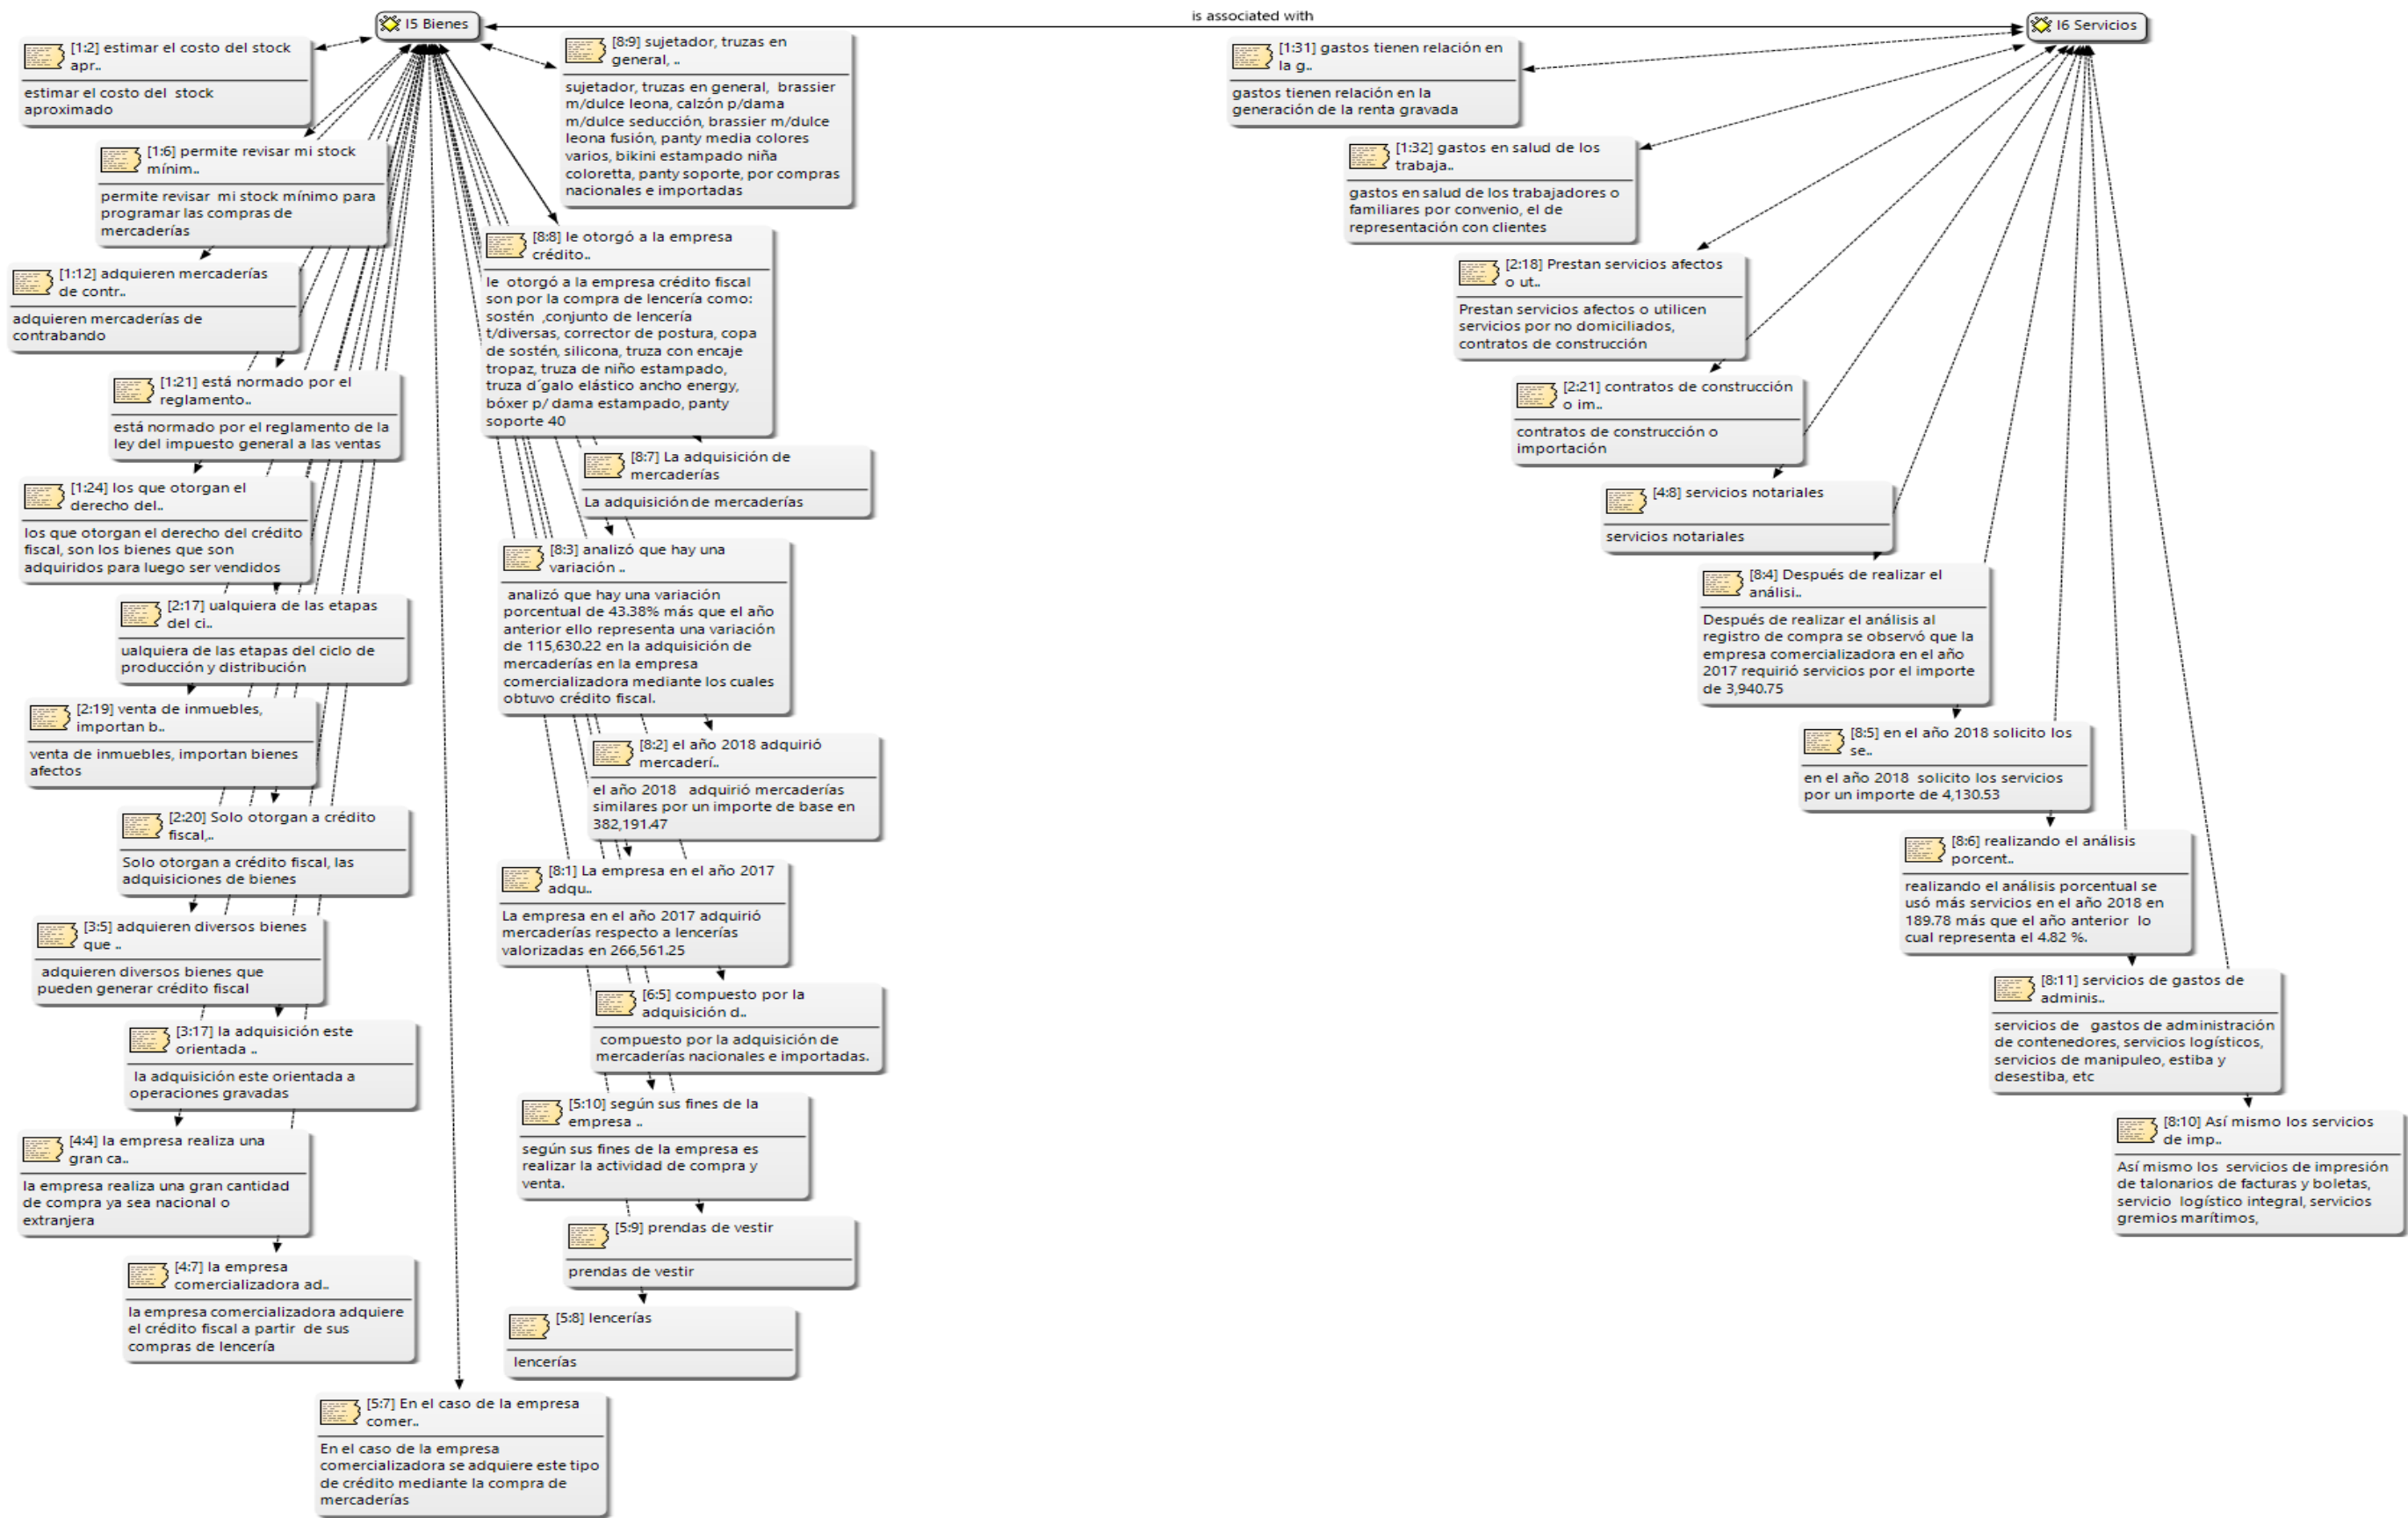 I5 Bienes
is associated with
I6 Servicios
[1:2] estimar el costo del stock
apr..
estimar el costo del stock
aproximado
[1:6] permite revisar mi stock
mínim..
permite revisar mi stock mínimo para
programar las compras de
mercaderías
[1:12] adquieren mercaderías
de contr..
adquieren mercaderías de
contrabando
[1:21] está normado por el
reglamento..
está normado por el reglamento de la
ley del impuesto general a las ventas
[1:24] los que otorgan el
derecho del..
los que otorgan el derecho del crédito
fiscal, son los bienes que son
adquiridos para luego ser vendidos
[2:17] ualquiera de las etapas
del ci..
ualquiera de las etapas del ciclo de
producción y distribución
[2:19] venta de inmuebles,
importan b..
venta de inmuebles, importan bienes
afectos
[2:20] Solo otorgan a crédito
fiscal,..
Solo otorgan a crédito fiscal, las
adquisiciones de bienes
[3:5] adquieren diversos bienes
que ..
adquieren diversos bienes que
pueden generar crédito fiscal
[3:17] la adquisición este
orientada ..
la adquisición este orientada a
operaciones gravadas
[4:4] la empresa realiza una
gran ca..
la empresa realiza una gran cantidad
de compra ya sea nacional o
extranjera
[4:7] la empresa
comercializadora ad..
la empresa comercializadora adquiere
el crédito fiscal a partir de sus
compras de lencería
[5:7] En el caso de la empresa
comer..
En el caso de la empresa
comercializadora se adquiere este tipo
de crédito mediante la compra de
mercaderías
[8:9] sujetador, truzas en
general, ..
sujetador, truzas en general, brassier
m/dulce leona, calzón p/dama
m/dulce seducción, brassier m/dulce
leona fusión, panty media colores
varios, bikini estampado niña
coloretta, panty soporte, por compras
nacionales e importadas
[8:8] le otorgó a la empresa
crédito..
le otorgó a la empresa crédito fiscal
son por la compra de lencería como:
sostén ,conjunto de lencería
t/diversas, corrector de postura, copa
de sostén, silicona, truza con encaje
tropaz, truza de niño estampado,
truza d´galo elástico ancho energy,
bóxer p/ dama estampado, panty
soporte 40
[8:7] La adquisición de
mercaderías
La adquisición de mercaderías
[8:3] analizó que hay una
variación ..
analizó que hay una variación
porcentual de 43.38% más que el año
anterior ello representa una variación
de 115,630.22 en la adquisición de
mercaderías en la empresa
comercializadora mediante los cuales
obtuvo crédito fiscal.
[8:2] el año 2018 adquirió
mercaderí..
el año 2018 adquirió mercaderías
similares por un importe de base en
382,191.47
[8:1] La empresa en el año 2017
adqu..
La empresa en el año 2017 adquirió
mercaderías respecto a lencerías
valorizadas en 266,561.25
[6:5] compuesto por la
adquisición d..
compuesto por la adquisición de
mercaderías nacionales e importadas.
[5:10] según sus fines de la
empresa ..
según sus fines de la empresa es
realizar la actividad de compra y
venta.
[5:9] prendas de vestir
prendas de vestir
[5:8] lencerías
lencerías
[1:31] gastos tienen relación en
la g..
gastos tienen relación en la
generación de la renta gravada
[1:32] gastos en salud de los
trabaja..
gastos en salud de los trabajadores o
familiares por convenio, el de
representación con clientes
[2:18] Prestan servicios afectos
o ut..
Prestan servicios afectos o utilicen
servicios por no domiciliados,
contratos de construcción
[2:21] contratos de construcción
o im..
contratos de construcción o
importación
[4:8] servicios notariales
servicios notariales
[8:4] Después de realizar el
análisi..
Después de realizar el análisis al
registro de compra se observó que la
empresa comercializadora en el año
2017 requirió servicios por el importe
de 3,940.75
[8:5] en el año 2018 solicito los
se..
en el año 2018 solicito los servicios
por un importe de 4,130.53
[8:6] realizando el análisis
porcent..
realizando el análisis porcentual se
usó más servicios en el año 2018 en
189.78 más que el año anterior lo
cual representa el 4.82 %.
[8:11] servicios de gastos de
adminis..
servicios de gastos de administración
de contenedores, servicios logísticos,
servicios de manipuleo, estiba y
desestiba, etc
[8:10] Así mismo los servicios
de imp..
Así mismo los servicios de impresión
de talonarios de facturas y boletas,
servicio logístico integral, servicios
gremios marítimos,